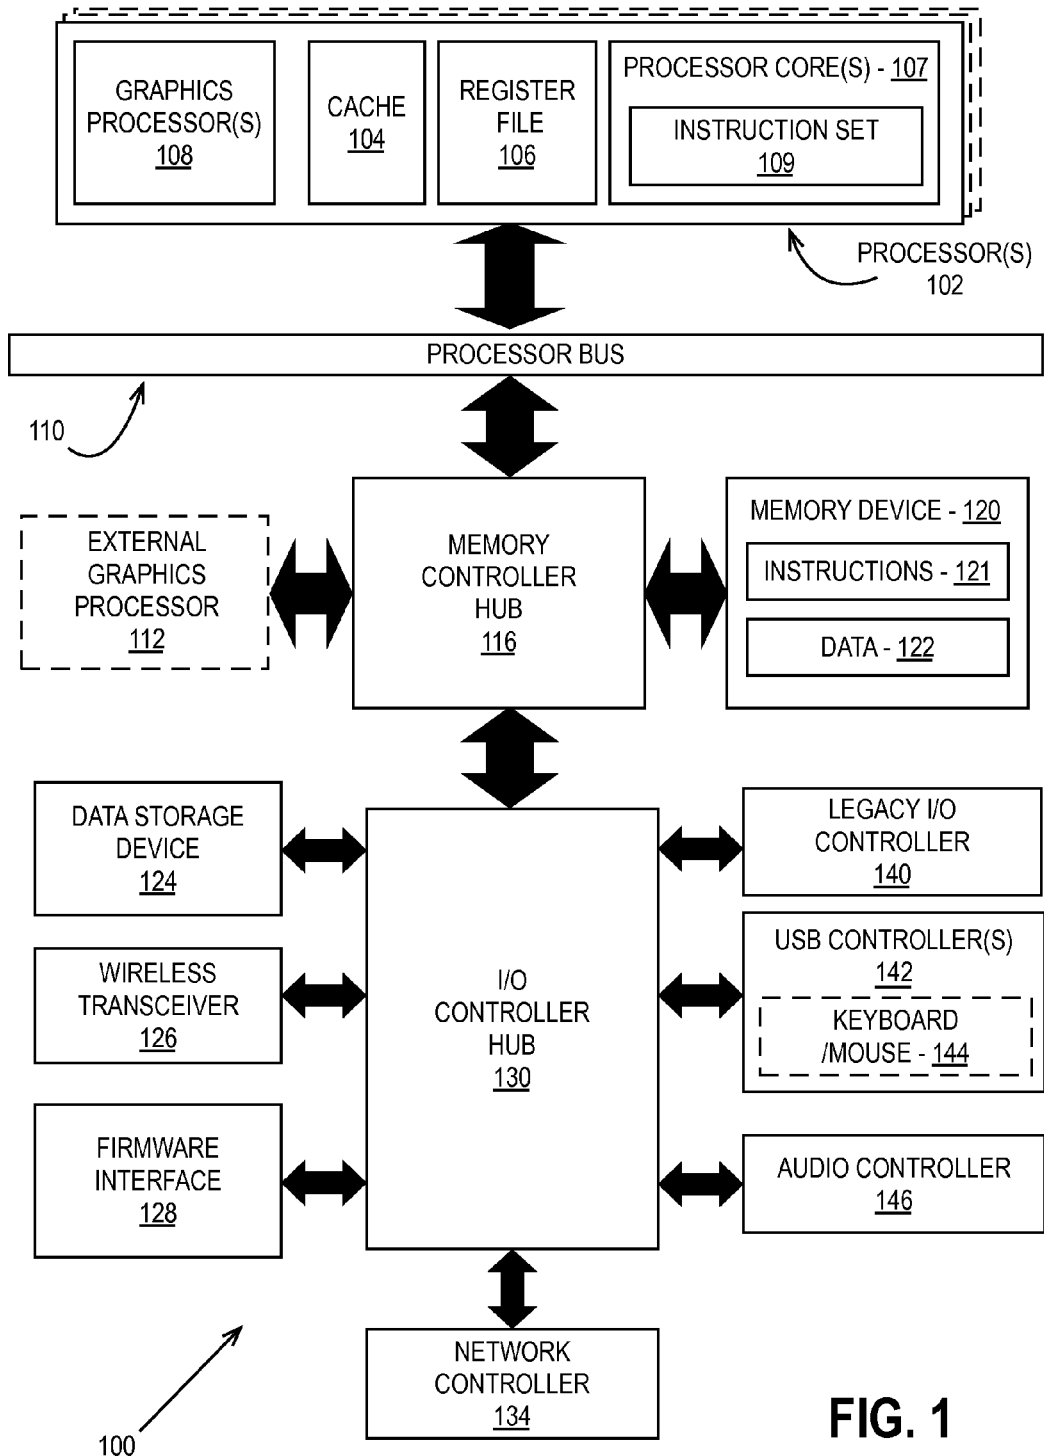 GRAPHICS
PROCESSOR(S)
108
CACHE
104
REGISTER
FILE
106
PROCESSOR CORE(S) - 107
INSTRUCTION SET
109
PROCESSOR(S)
102
PROCESSOR BUS
110
EXTERNAL
GRAPHICS
PROCESSOR
112
MEMORY
CONTROLLER
HUB
116
MEMORY DEVICE - 120
INSTRUCTIONS - 121
DATA - 122
DATA STORAGE
DEVICE
124
WIRELESS
TRANSCEIVER
126
FIRMWARE
INTERFACE
128
I/O
CONTROLLER
HUB
130
LEGACY I/O
CONTROLLER
140
USB CONTROLLER(S)
142
KEYBOARD
/MOUSE - 144
AUDIO CONTROLLER
146
NETWORK
CONTROLLER
134
100
FIG. 1